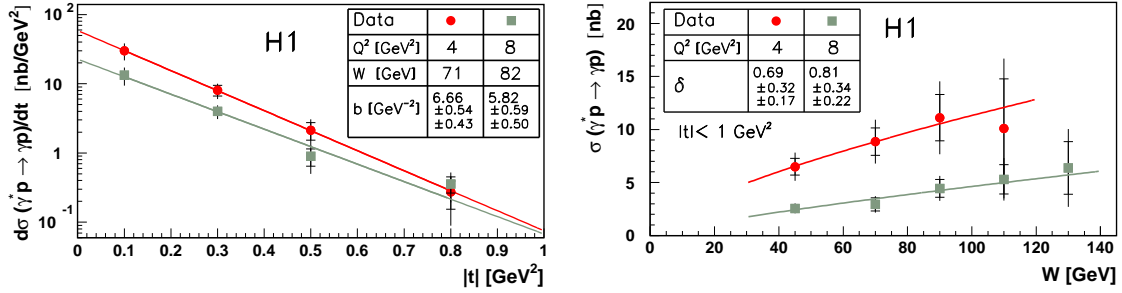 dσ(γ* p → γp)/dt [nb/GeV²]
10²
10
1
10⁻¹
H1
Data
Q² [GeV²] 4 8
W [GeV] 71 82
b [GeV⁻²] 6.66 ±0.54 ±0.43 5.82 ±0.59 ±0.50
0 0.1 0.2 0.3 0.4 0.5 0.6 0.7 0.8 0.9 1
|t| [GeV²]
σ (γ* p → γp) [nb]
20
15
10
5
0
H1
Data
Q² [GeV²] 4 8
δ 0.69 ±0.32 ±0.17 0.81 ±0.34 ±0.22
|t|< 1 GeV²
0 20 40 60 80 100 120 140
W [GeV]